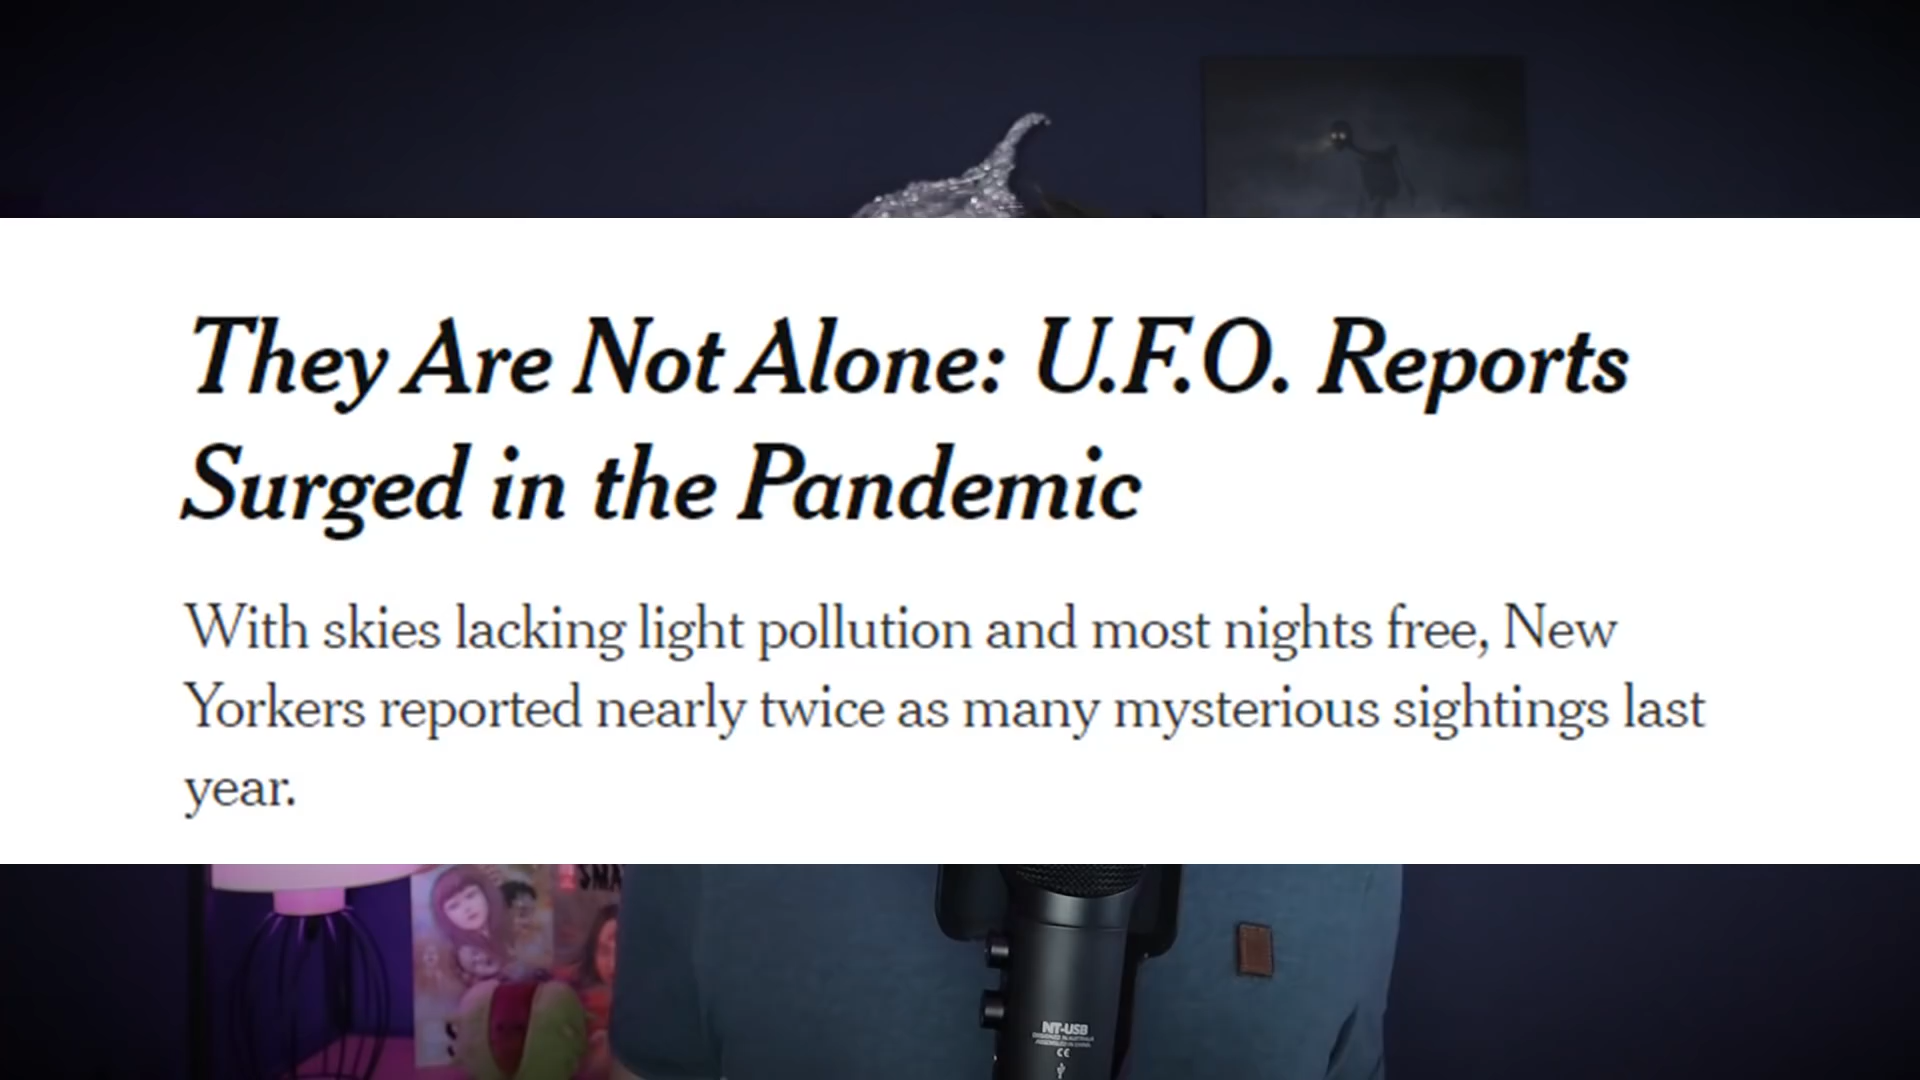 They Are Not Alone: U.F.O. Reports
Surged in the Pandemic
With skies lacking light pollution and most nights free, New
Yorkers reported nearly twice as many mysterious sightings last
year.
SMA
NT-USB